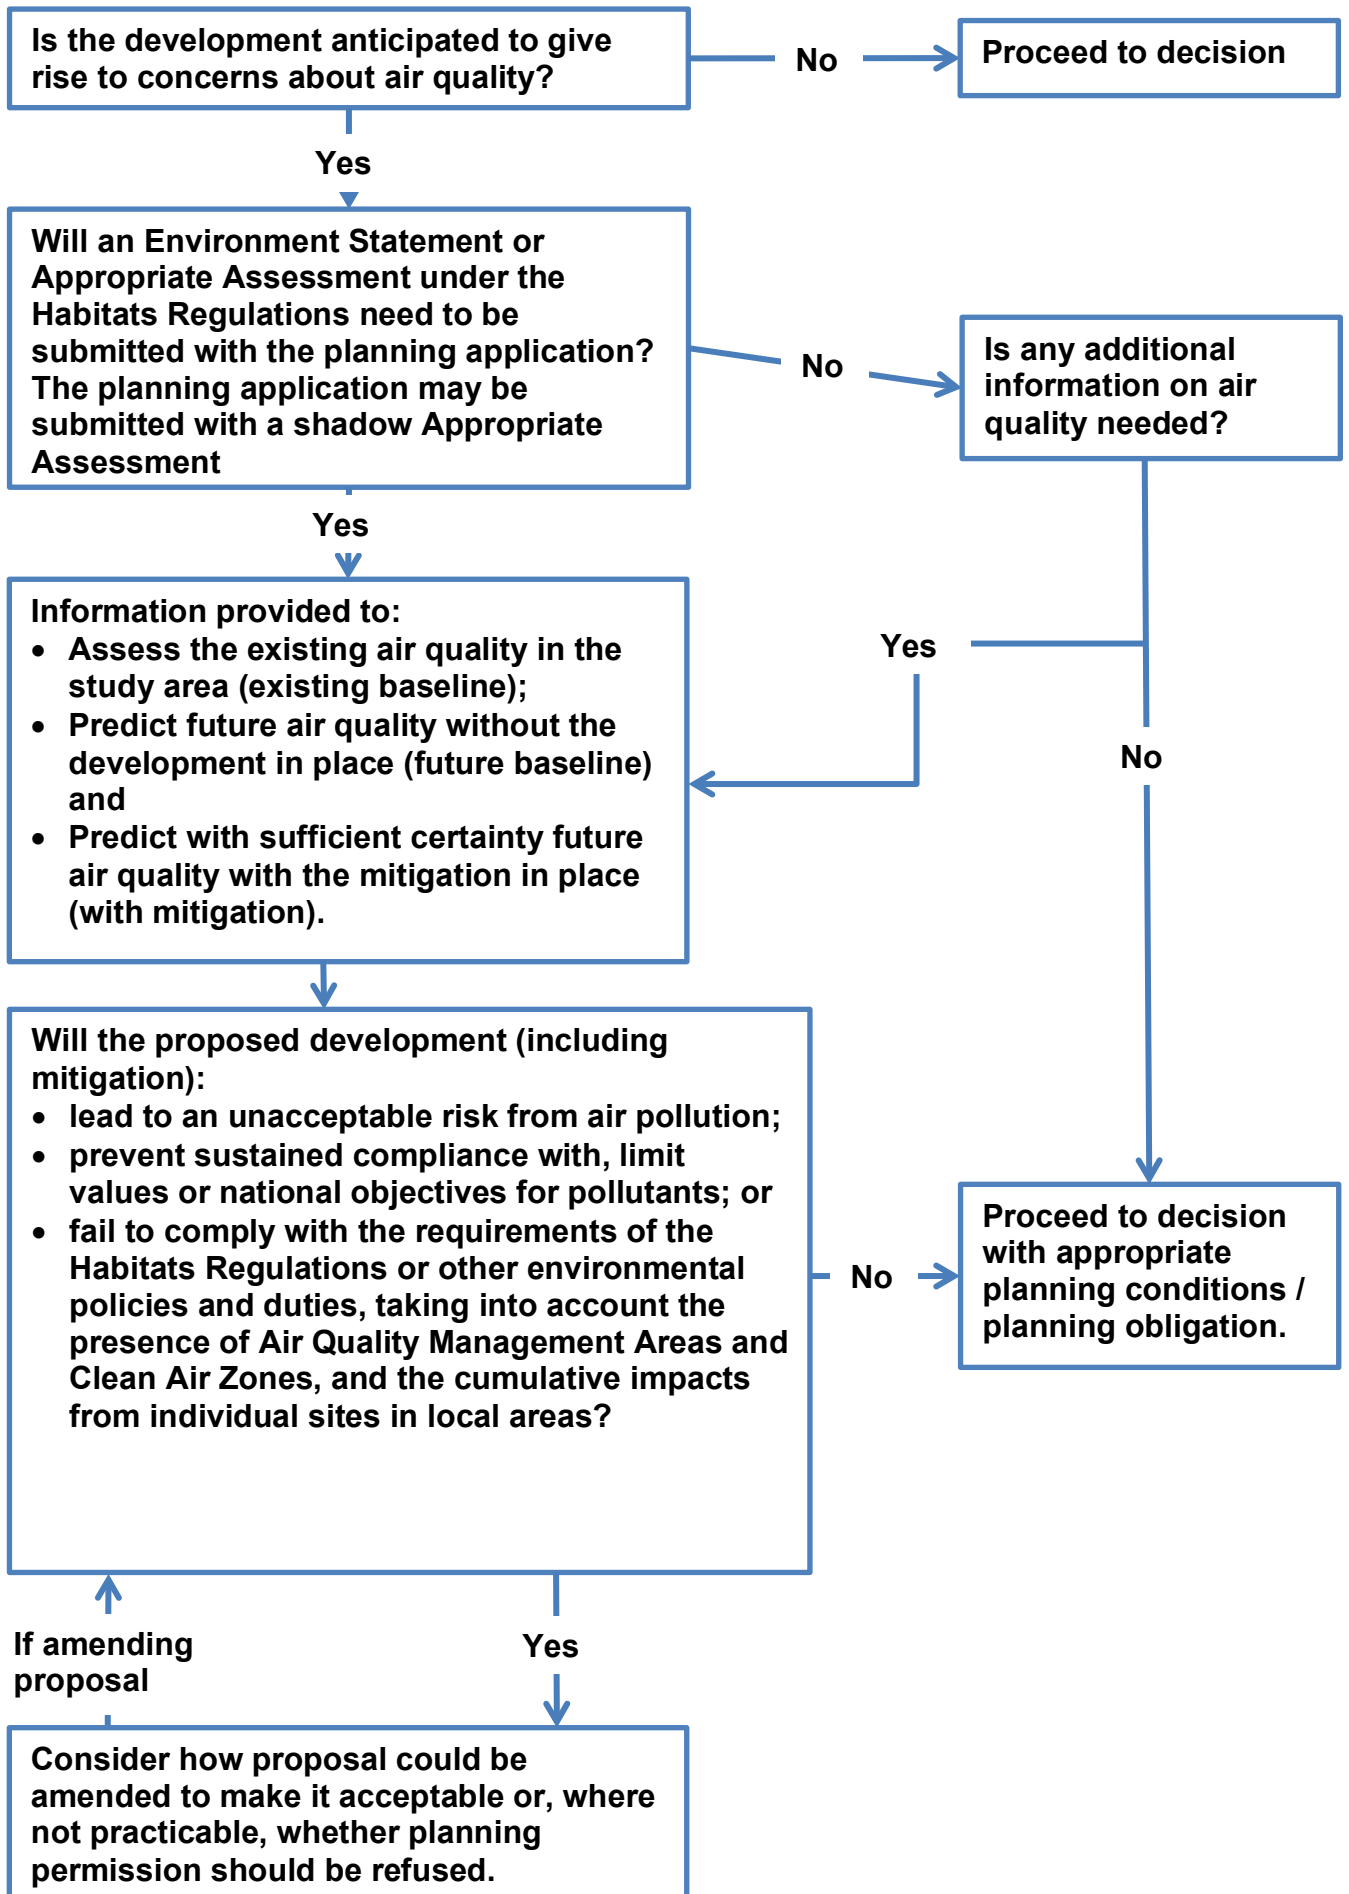 Is the development anticipated to give
rise to concerns about air quality?
No
Proceed to decision
Yes
Will an Environment Statement or
Appropriate Assessment under the
Habitats Regulations need to be
submitted with the planning application?
The planning application may be
submitted with a shadow Appropriate
Assessment
No
Is any additional
information on air
quality needed?
Yes
Information provided to:
• Assess the existing air quality in the
study area (existing baseline);
• Predict future air quality without the
development in place (future baseline)
and
• Predict with sufficient certainty future
air quality with the mitigation in place
(with mitigation).
Yes
No
Will the proposed development (including
mitigation):
• lead to an unacceptable risk from air pollution;
• prevent sustained compliance with, limit
values or national objectives for pollutants; or
• fail to comply with the requirements of the
Habitats Regulations or other environmental
policies and duties, taking into account the
presence of Air Quality Management Areas and
Clean Air Zones, and the cumulative impacts
from individual sites in local areas?
No
Proceed to decision
with appropriate
planning conditions /
planning obligation.
If amending
proposal
Yes
Consider how proposal could be
amended to make it acceptable or, where
not practicable, whether planning
permission should be refused.